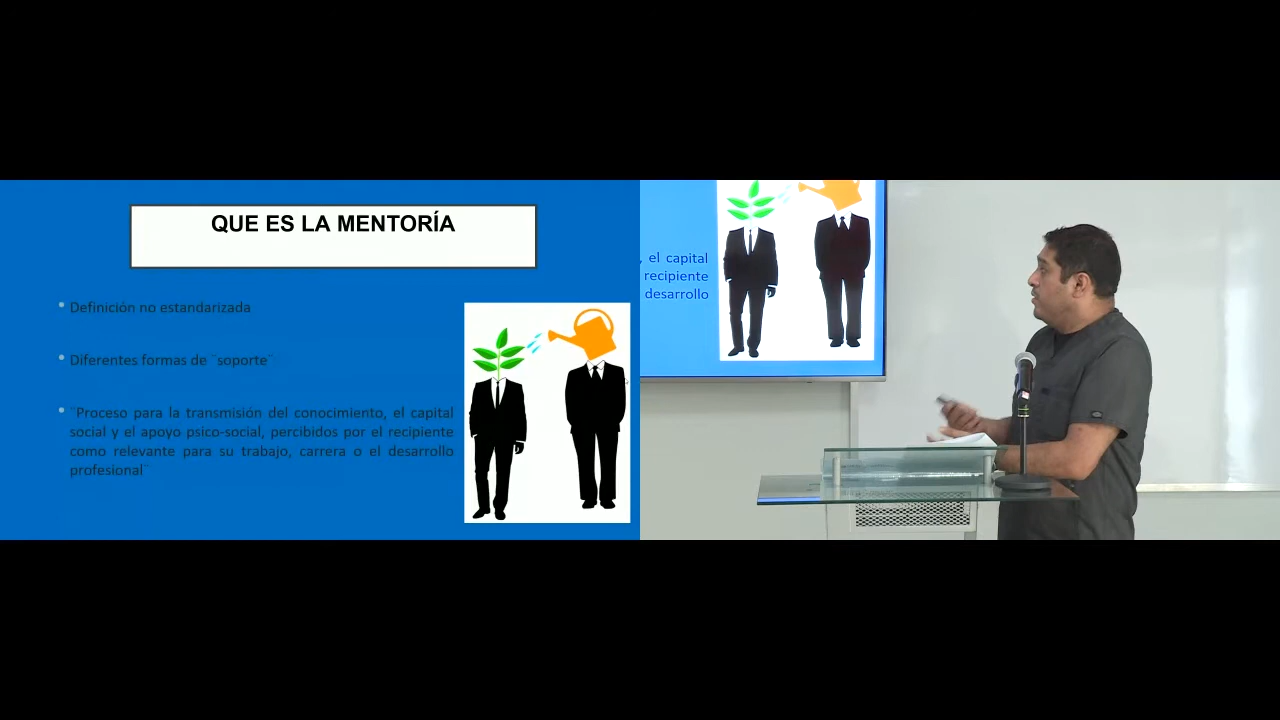 QUE ES LA MENTORÍA
• Definición no estandarizada
• Diferentes formas de ¨soporte¨
• ¨Proceso para la transmisión del conocimiento, el capital
social y el apoyo psico-social, percibidos por el recipiente
como relevante para su trabajo, carrera o el desarrollo
profesional¨
, el capital
recipiente
desarrollo